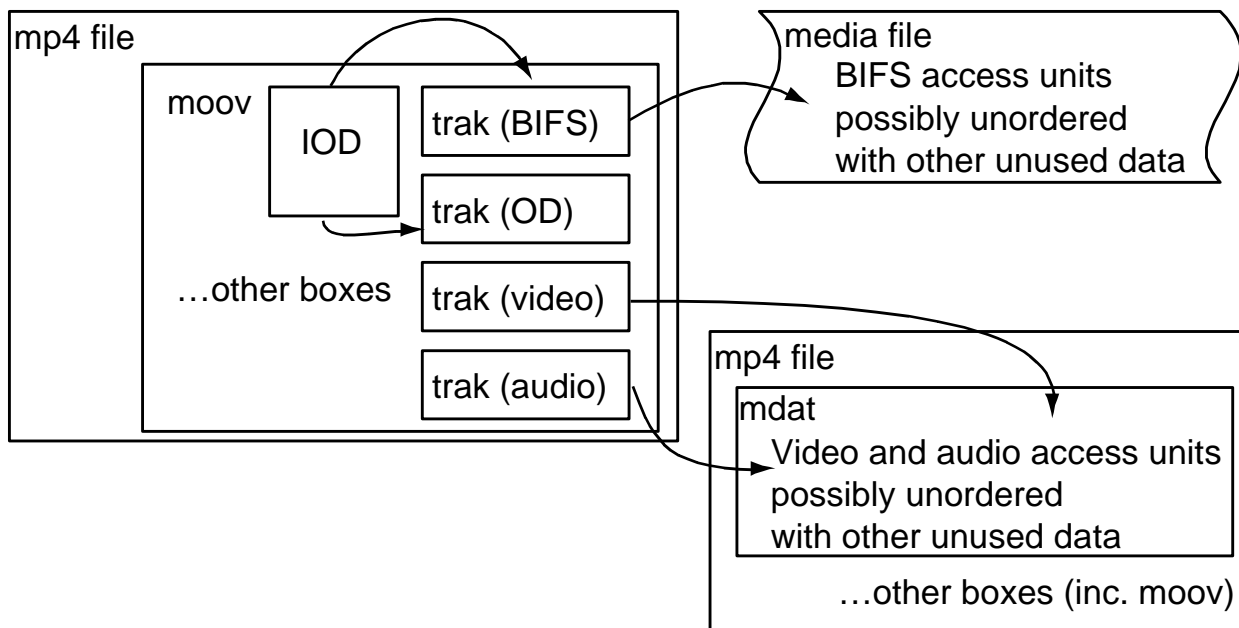 mp4 file
moov
IOD
trak (BIFS)
trak (OD)
…other boxes
trak (video)
trak (audio)
media file
BIFS access units
possibly unordered
with other unused data
mp4 file
mdat
Video and audio access units
possibly unordered
with other unused data
…other boxes (inc. moov)